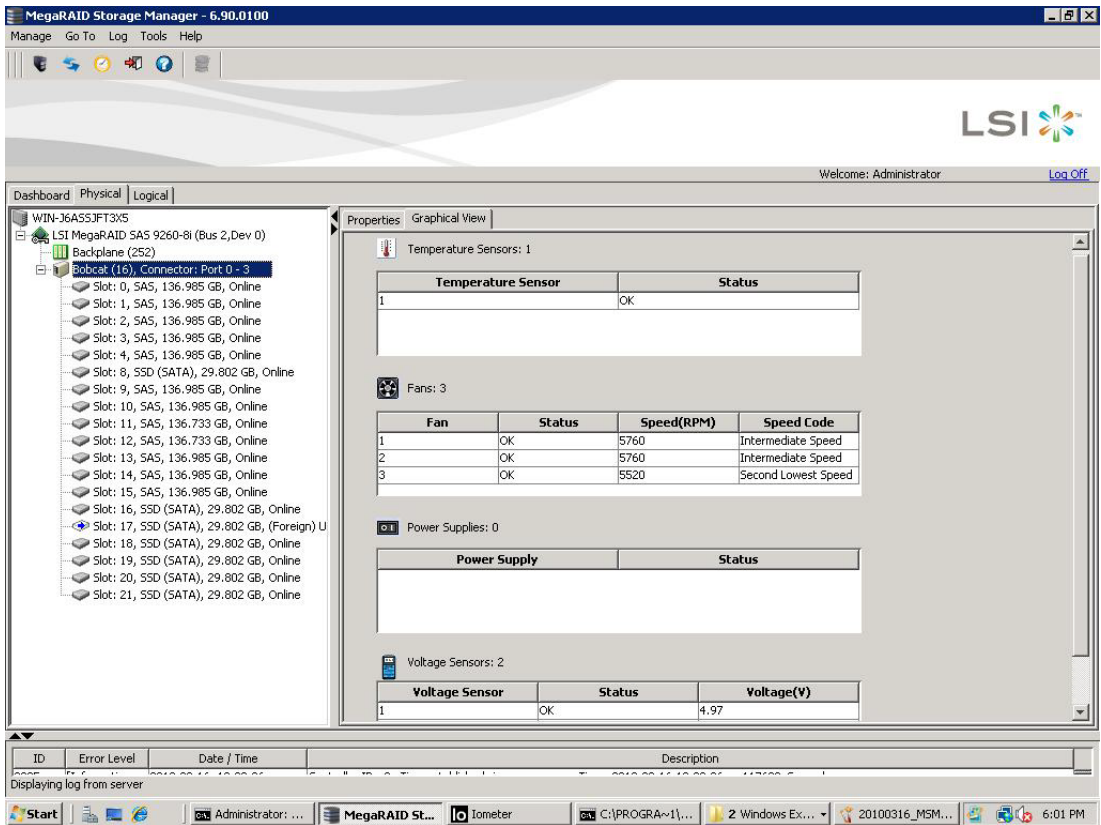 MegaRAID Storage Manager - 6.90.0100
Manage Go To Log Tools Help
LSI
Welcome: Administrator Log Off
Dashboard Physical Logical
WIN-J6AS5JFT3X5
LSI MegaRAID SAS 9260-8i (Bus 2,Dev 0)
Backplane (252)
Bobcat (16), Connector: Port 0 - 3
Slot: 0, SAS, 136.985 GB, Online
Slot: 1, SAS, 136.985 GB, Online
Slot: 2, SAS, 136.985 GB, Online
Slot: 3, SAS, 136.985 GB, Online
Slot: 4, SAS, 136.985 GB, Online
Slot: 8, SSD (SATA), 29.802 GB, Online
Slot: 9, SAS, 136.985 GB, Online
Slot: 10, SAS, 136.985 GB, Online
Slot: 11, SAS, 136.733 GB, Online
Slot: 12, SAS, 136.733 GB, Online
Slot: 13, SAS, 136.985 GB, Online
Slot: 14, SAS, 136.985 GB, Online
Slot: 15, SAS, 136.985 GB, Online
Slot: 16, SSD (SATA), 29.802 GB, Online
Slot: 17, SSD (SATA), 29.802 GB, (Foreign) U
Slot: 18, SSD (SATA), 29.802 GB, Online
Slot: 19, SSD (SATA), 29.802 GB, Online
Slot: 20, SSD (SATA), 29.802 GB, Online
Slot: 21, SSD (SATA), 29.802 GB, Online
Properties Graphical View
Temperature Sensors: 1
Temperature Sensor Status
1 OK
Fans: 3
Fan Status Speed(RPM) Speed Code
1 OK 5760 Intermediate Speed
2 OK 5760 Intermediate Speed
3 OK 5520 Second Lowest Speed
Power Supplies: 0
Power Supply Status
Voltage Sensors: 2
Voltage Sensor Status Voltage(V)
1 OK 4.97
ID Error Level Date / Time Description
Displaying log from server
Start Administrator: ... MegaRAID St... Iometer C:\PROGRA~1\... 2 Windows Ex... 20100316_MSM... 6:01 PM